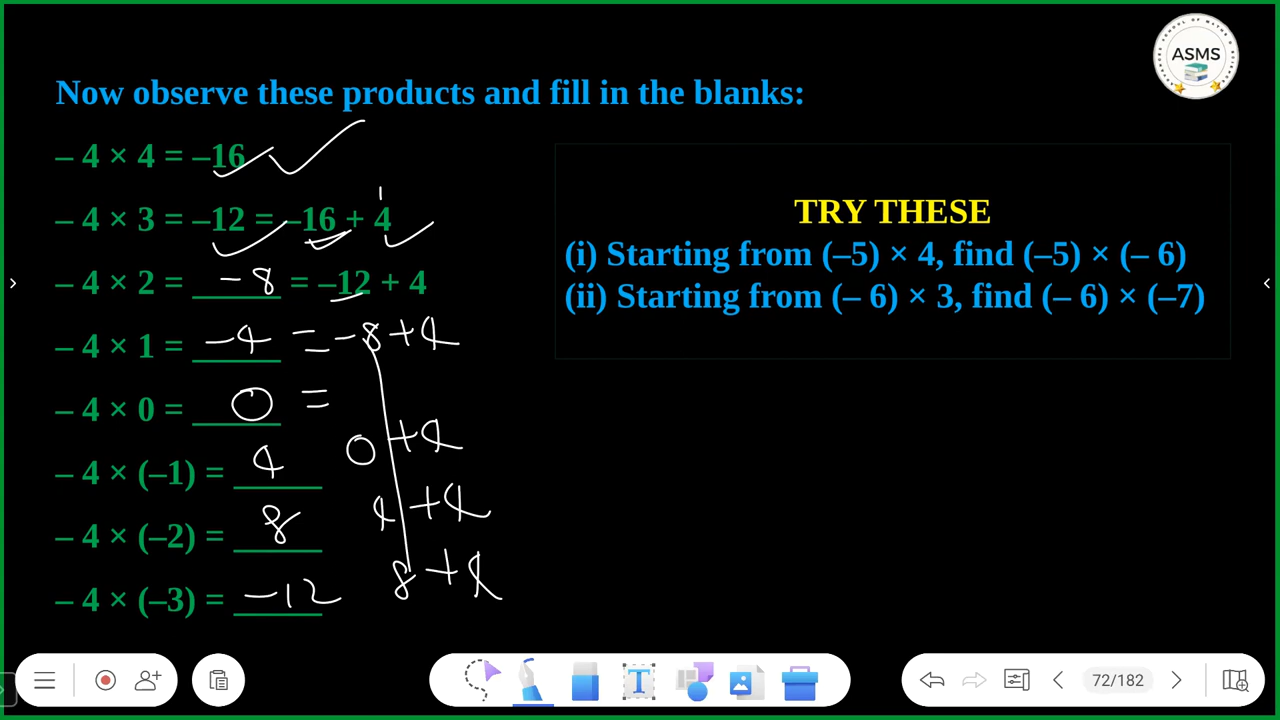 SCHOOL OF MATHS
ASMS
Now observe these products and fill in the blanks:
– 4 × 4 = –16
– 4 × 3 = –12 = –16 + 4
– 4 × 2 = -8 = –12 + 4
– 4 × 1 = -4 = -8+4
– 4 × 0 = 0 =
– 4 × (–1) = 4 0+4
– 4 × (–2) = 8 4+4
– 4 × (–3) = -12 8+4
TRY THESE
(i) Starting from (–5) × 4, find (–5) × (– 6)
(ii) Starting from (– 6) × 3, find (– 6) × (–7)
T
72/182